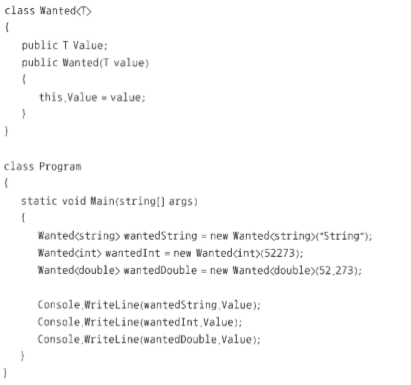 class Wanted<T>
{
    public T Value;
    public Wanted(T value)
    {
        this.Value = value;
    }
}

class Program
{
    static void Main(string[] args)
    {
        Wanted<string> wantedString = new Wanted<string>("String");
        Wanted<int> wantedInt = new Wanted<int>(52273);
        Wanted<double> wantedDouble = new Wanted<double>(52.273);

        Console.WriteLine(wantedString.Value);
        Console.WriteLine(wantedInt.Value);
        Console.WriteLine(wantedDouble.Value);
    }
}